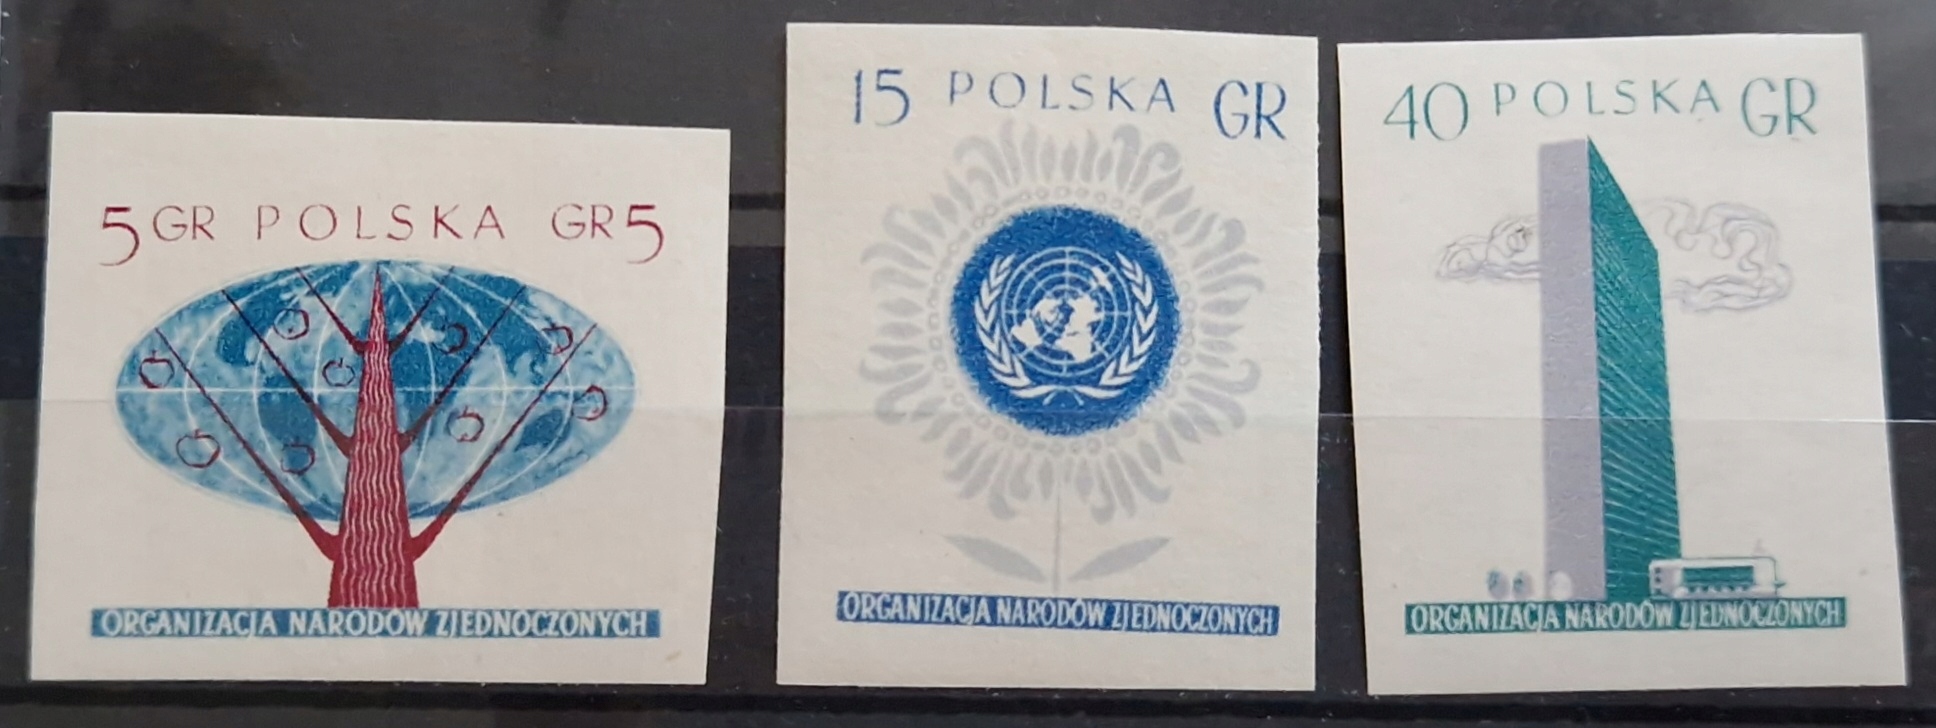 5 GR POLSKA GR 5
ORGANIZACJA NARODÓW ZJEDNOCZONYCH
15 POLSKA GR
ORGANIZACJA NARODÓW ZJEDNOCZONYCH
40 POLSKA GR
ORGANIZACJA NARODÓW ZJEDNOCZONYCH